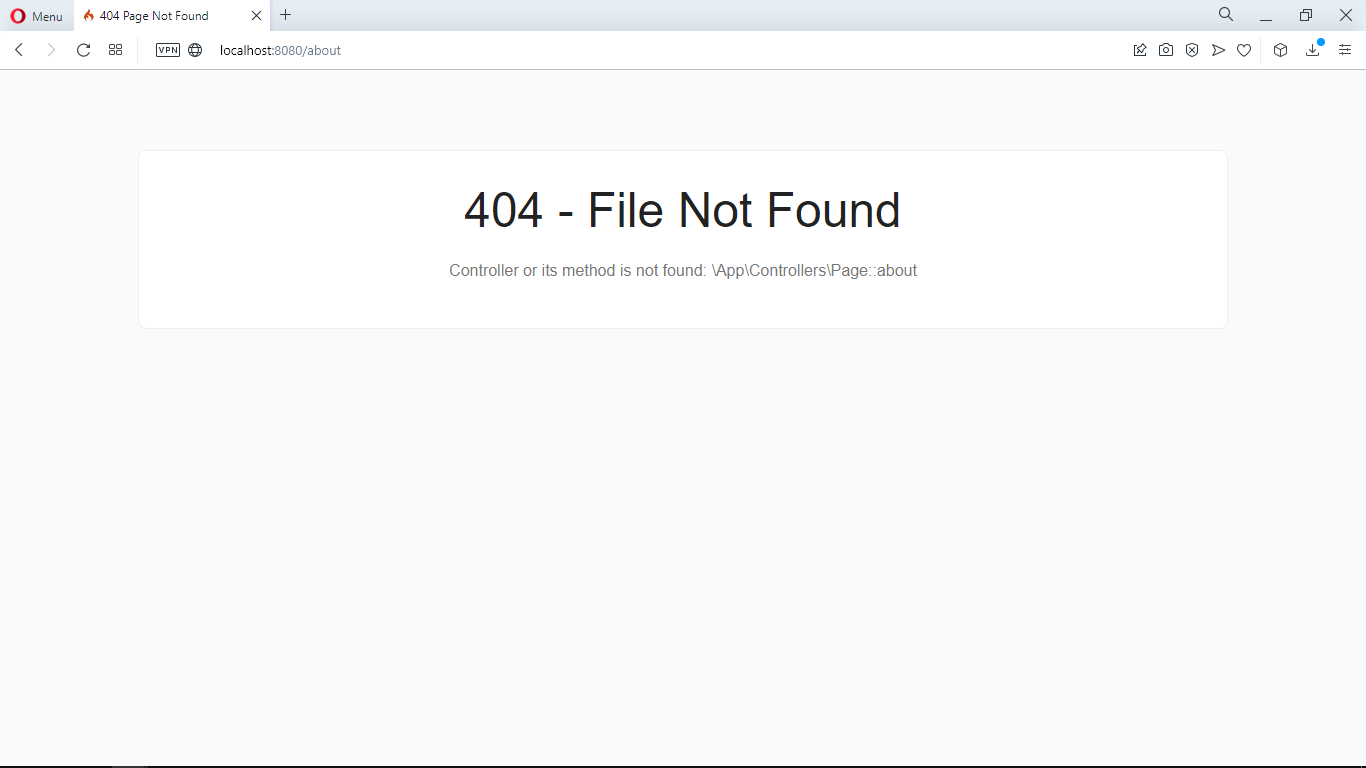 Menu
404 Page Not Found
VPN
localhost:8080/about
404 - File Not Found
Controller or its method is not found: \App\Controllers\Page::about